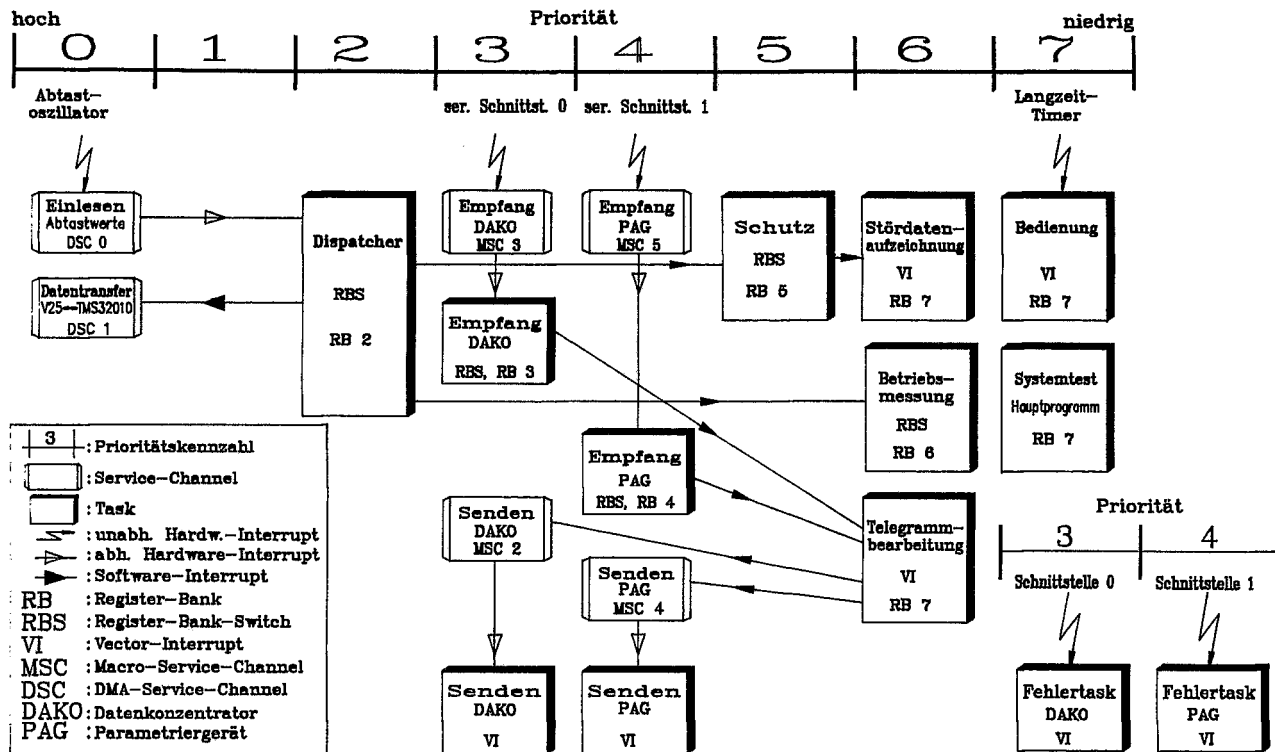 hoch
Priorität
niedrig
0 1 2 3 4 5 6 7
Abtast-
oszillator
ser. Schnittst. 0
ser. Schnittst. 1
Langzeit-
Timer
Einlesen
Abtastwerte
DSC 0
Datentransfer
V25—TMS32010
DSC 1
Dispatcher
RBS
RB 2
Empfang
DAKO
MSC 3
Empfang
DAKO
RBS, RB 3
Empfang
PAG
MSC 5
Empfang
PAG
RBS, RB 4
Schutz
RBS
RB 5
Stördaten-
aufzeichnung
VI
RB 7
Bedienung
VI
RB 7
Betriebs-
messung
RBS
RB 6
Systemtest
Hauptprogramm
RB 7
Senden
DAKO
MSC 2
Senden
PAG
MSC 4
Telegramm-
bearbeitung
VI
RB 7
Senden
DAKO
VI
Senden
PAG
VI
Priorität
3 4
Schnittstelle 0
Schnittstelle 1
Fehlertask
DAKO
VI
Fehlertask
PAG
VI
3 : Prioritätskennzahl
: Service-Channel
: Task
: unabh. Hardw.-Interrupt
: abh. Hardware-Interrupt
: Software-Interrupt
RB : Register-Bank
RBS : Register-Bank-Switch
VI : Vector-Interrupt
MSC : Macro-Service-Channel
DSC : DMA-Service-Channel
DAKO: Datenkonzentrator
PAG : Parametriergerät